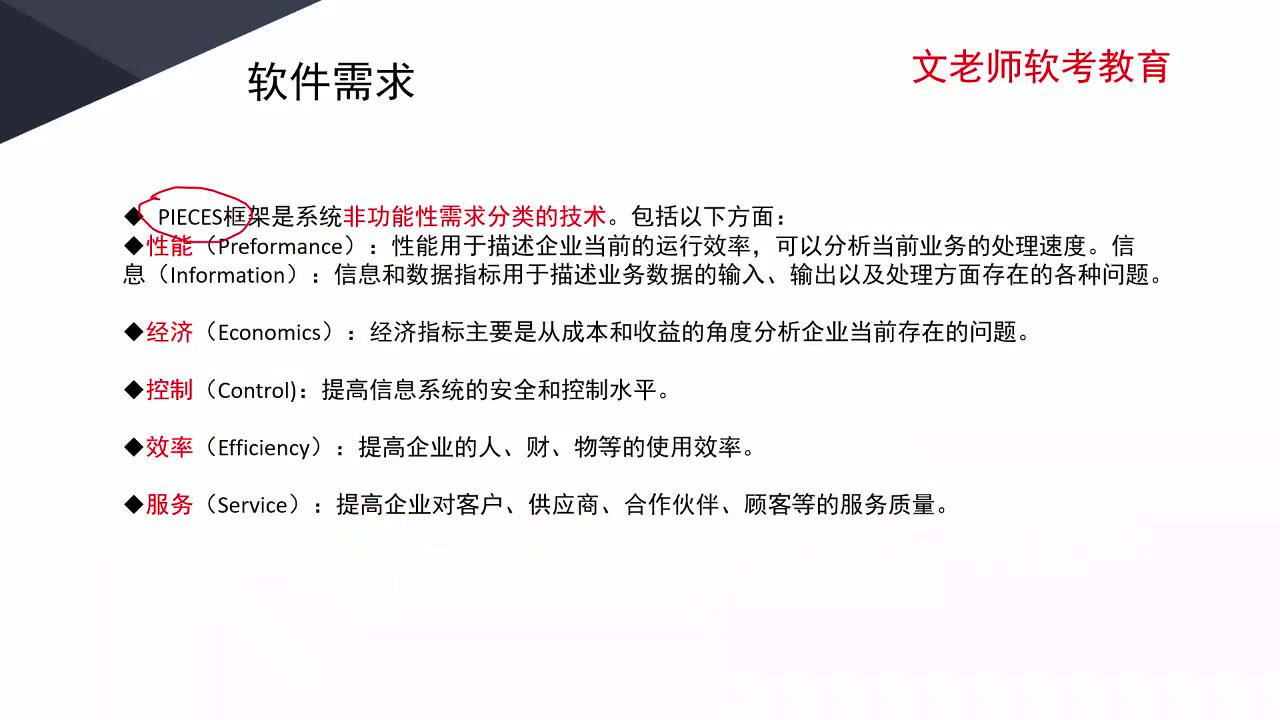 软件需求
文老师软考教育
◆ PIECES框架是系统非功能性需求分类的技术。包括以下方面：
◆性能（Preformance）：性能用于描述企业当前的运行效率，可以分析当前业务的处理速度。信
息（Information）：信息和数据指标用于描述业务数据的输入、输出以及处理方面存在的各种问题。
◆经济（Economics）：经济指标主要是从成本和收益的角度分析企业当前存在的问题。
◆控制（Control)：提高信息系统的安全和控制水平。
◆效率（Efficiency）：提高企业的人、财、物等的使用效率。
◆服务（Service）：提高企业对客户、供应商、合作伙伴、顾客等的服务质量。